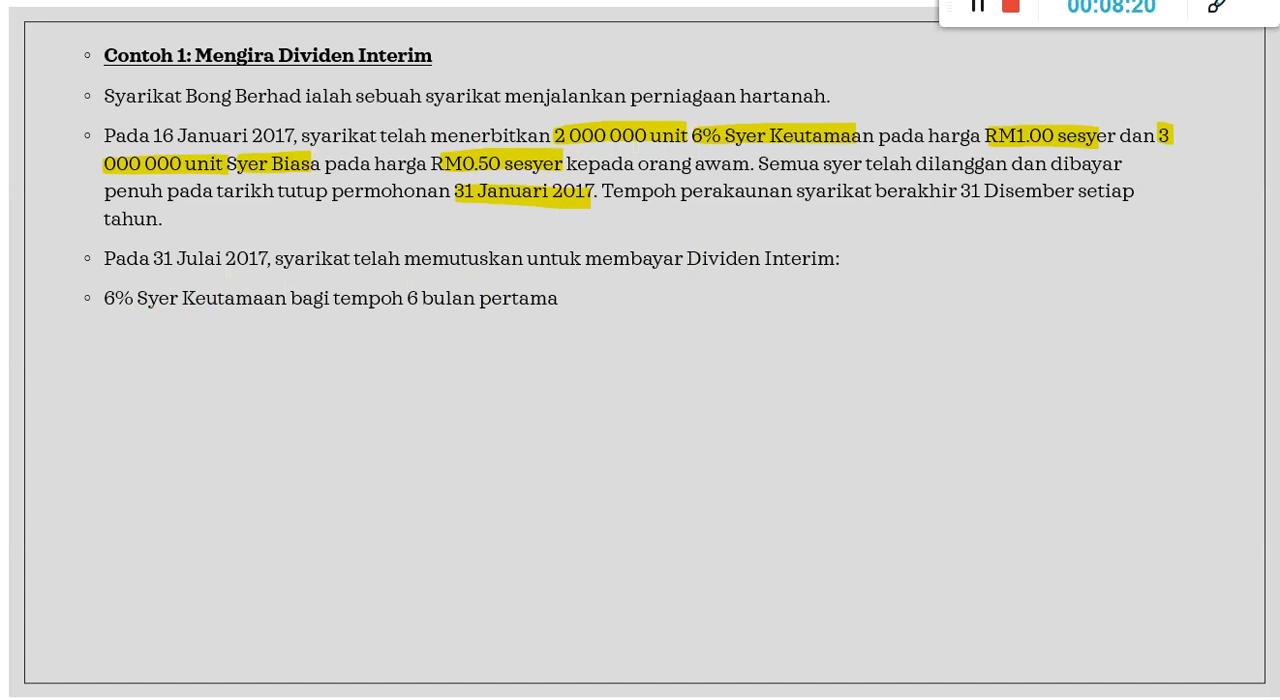 00:08:20
Contoh 1: Mengira Dividen Interim
Syarikat Bong Berhad ialah sebuah syarikat menjalankan perniagaan hartanah.
Pada 16 Januari 2017, syarikat telah menerbitkan 2 000 000 unit 6% Syer Keutamaan pada harga RM1.00 sesyer dan 3
000 000 unit Syer Biasa pada harga RM0.50 sesyer kepada orang awam. Semua syer telah dilanggan dan dibayar
penuh pada tarikh tutup permohonan 31 Januari 2017. Tempoh perakaunan syarikat berakhir 31 Disember setiap
tahun.
Pada 31 Julai 2017, syarikat telah memutuskan untuk membayar Dividen Interim:
6% Syer Keutamaan bagi tempoh 6 bulan pertama